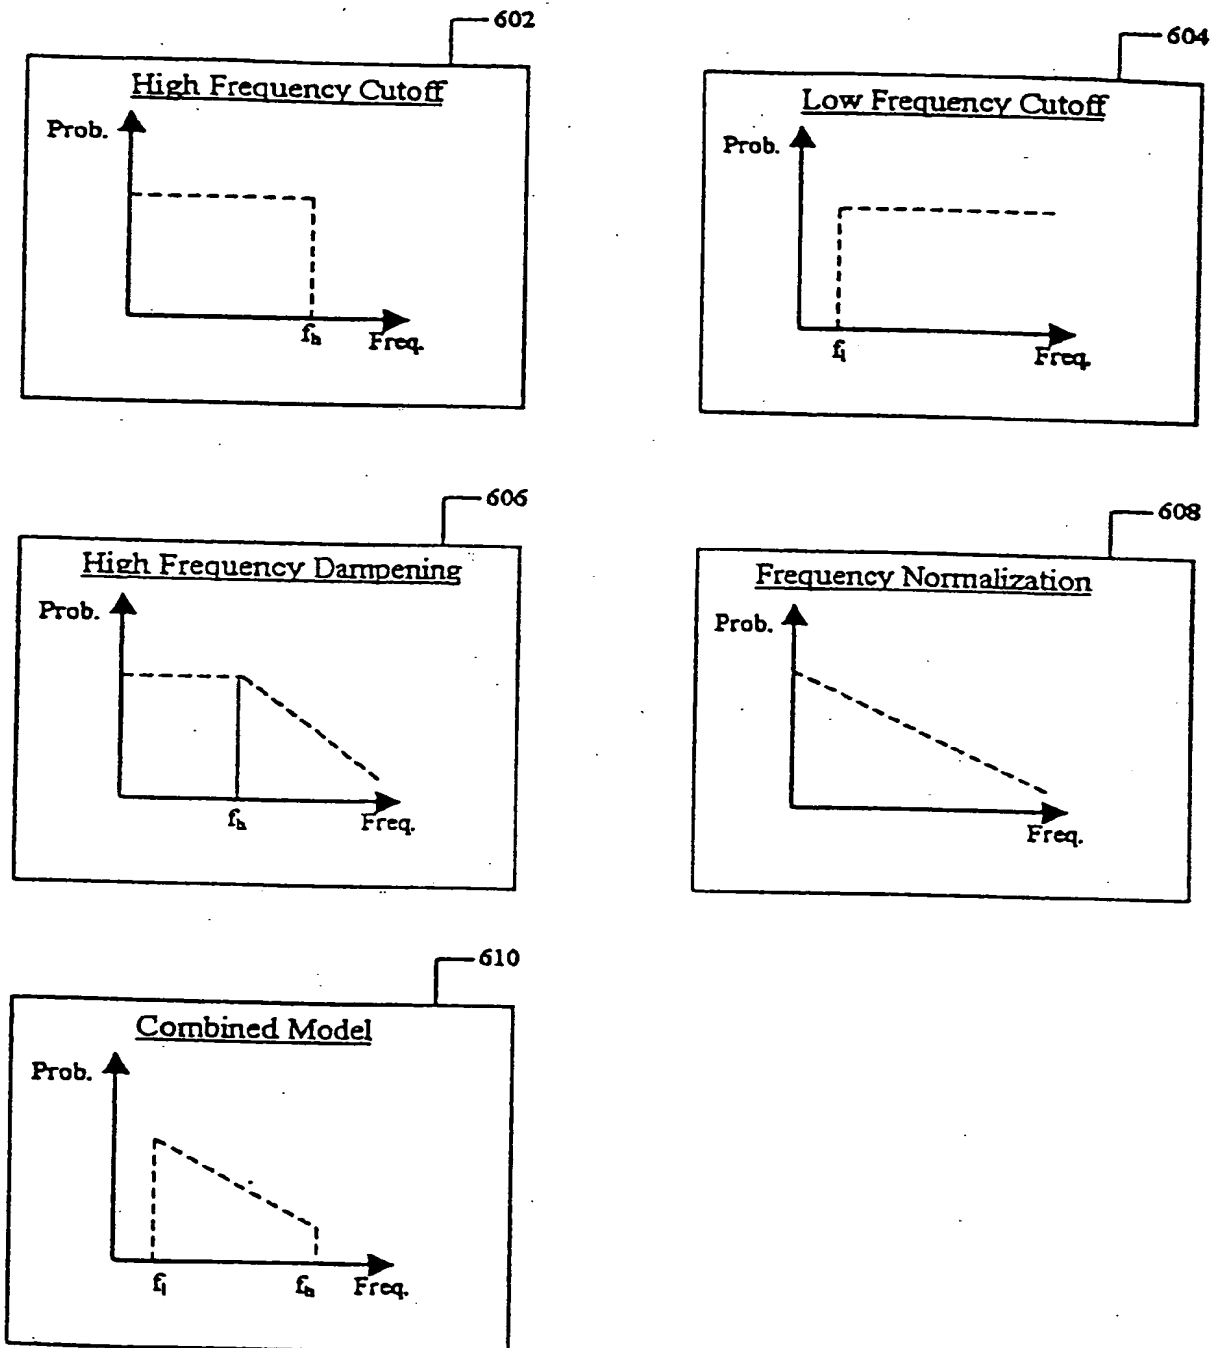 602
High Frequency Cutoff
Prob.
fh
Freq.
604
Low Frequency Cutoff
Prob.
fl
Freq.
606
High Frequency Dampening
Prob.
fh
Freq.
608
Frequency Normalization
Prob.
Freq.
610
Combined Model
Prob.
fl
fh
Freq.